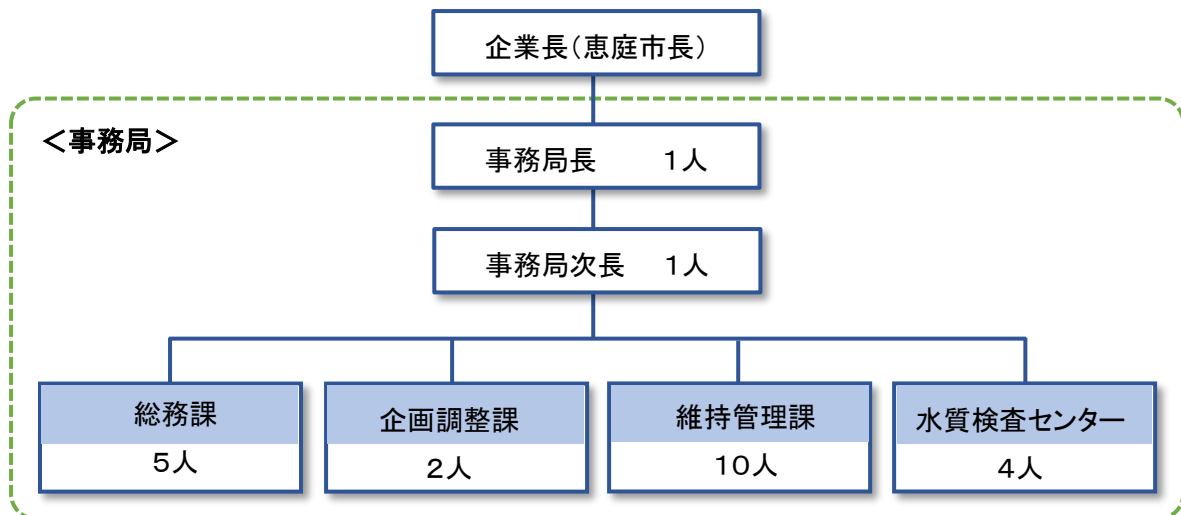 企業長(恵庭市長)
<事務局>
事務局長 1人
事務局次長 1人
総務課
5人
企画調整課
2人
維持管理課
10人
水質検査センター
4人